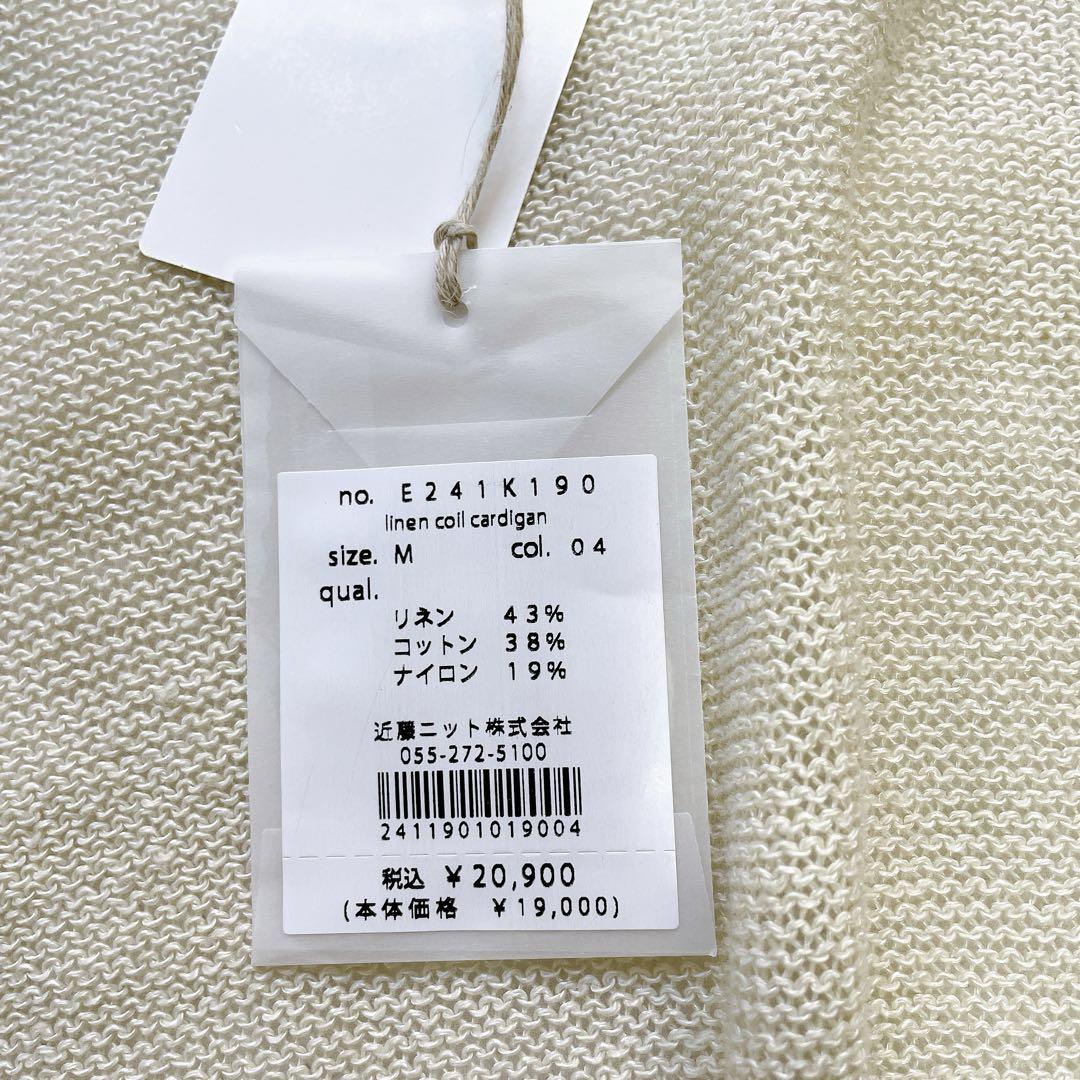 no. E241K190
linen coil cardigan
size. M col. 04
qual.
リネン 43%
コットン 38%
ナイロン 19%
近藤ニット株式会社
055-272-5100
2411901019004
税込 ¥20,900
(本体価格 ¥19,000)